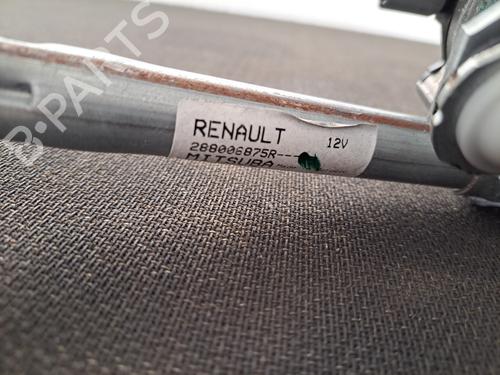 B-PARTS
RENAULT 12V
288006875R---
MITSUBA